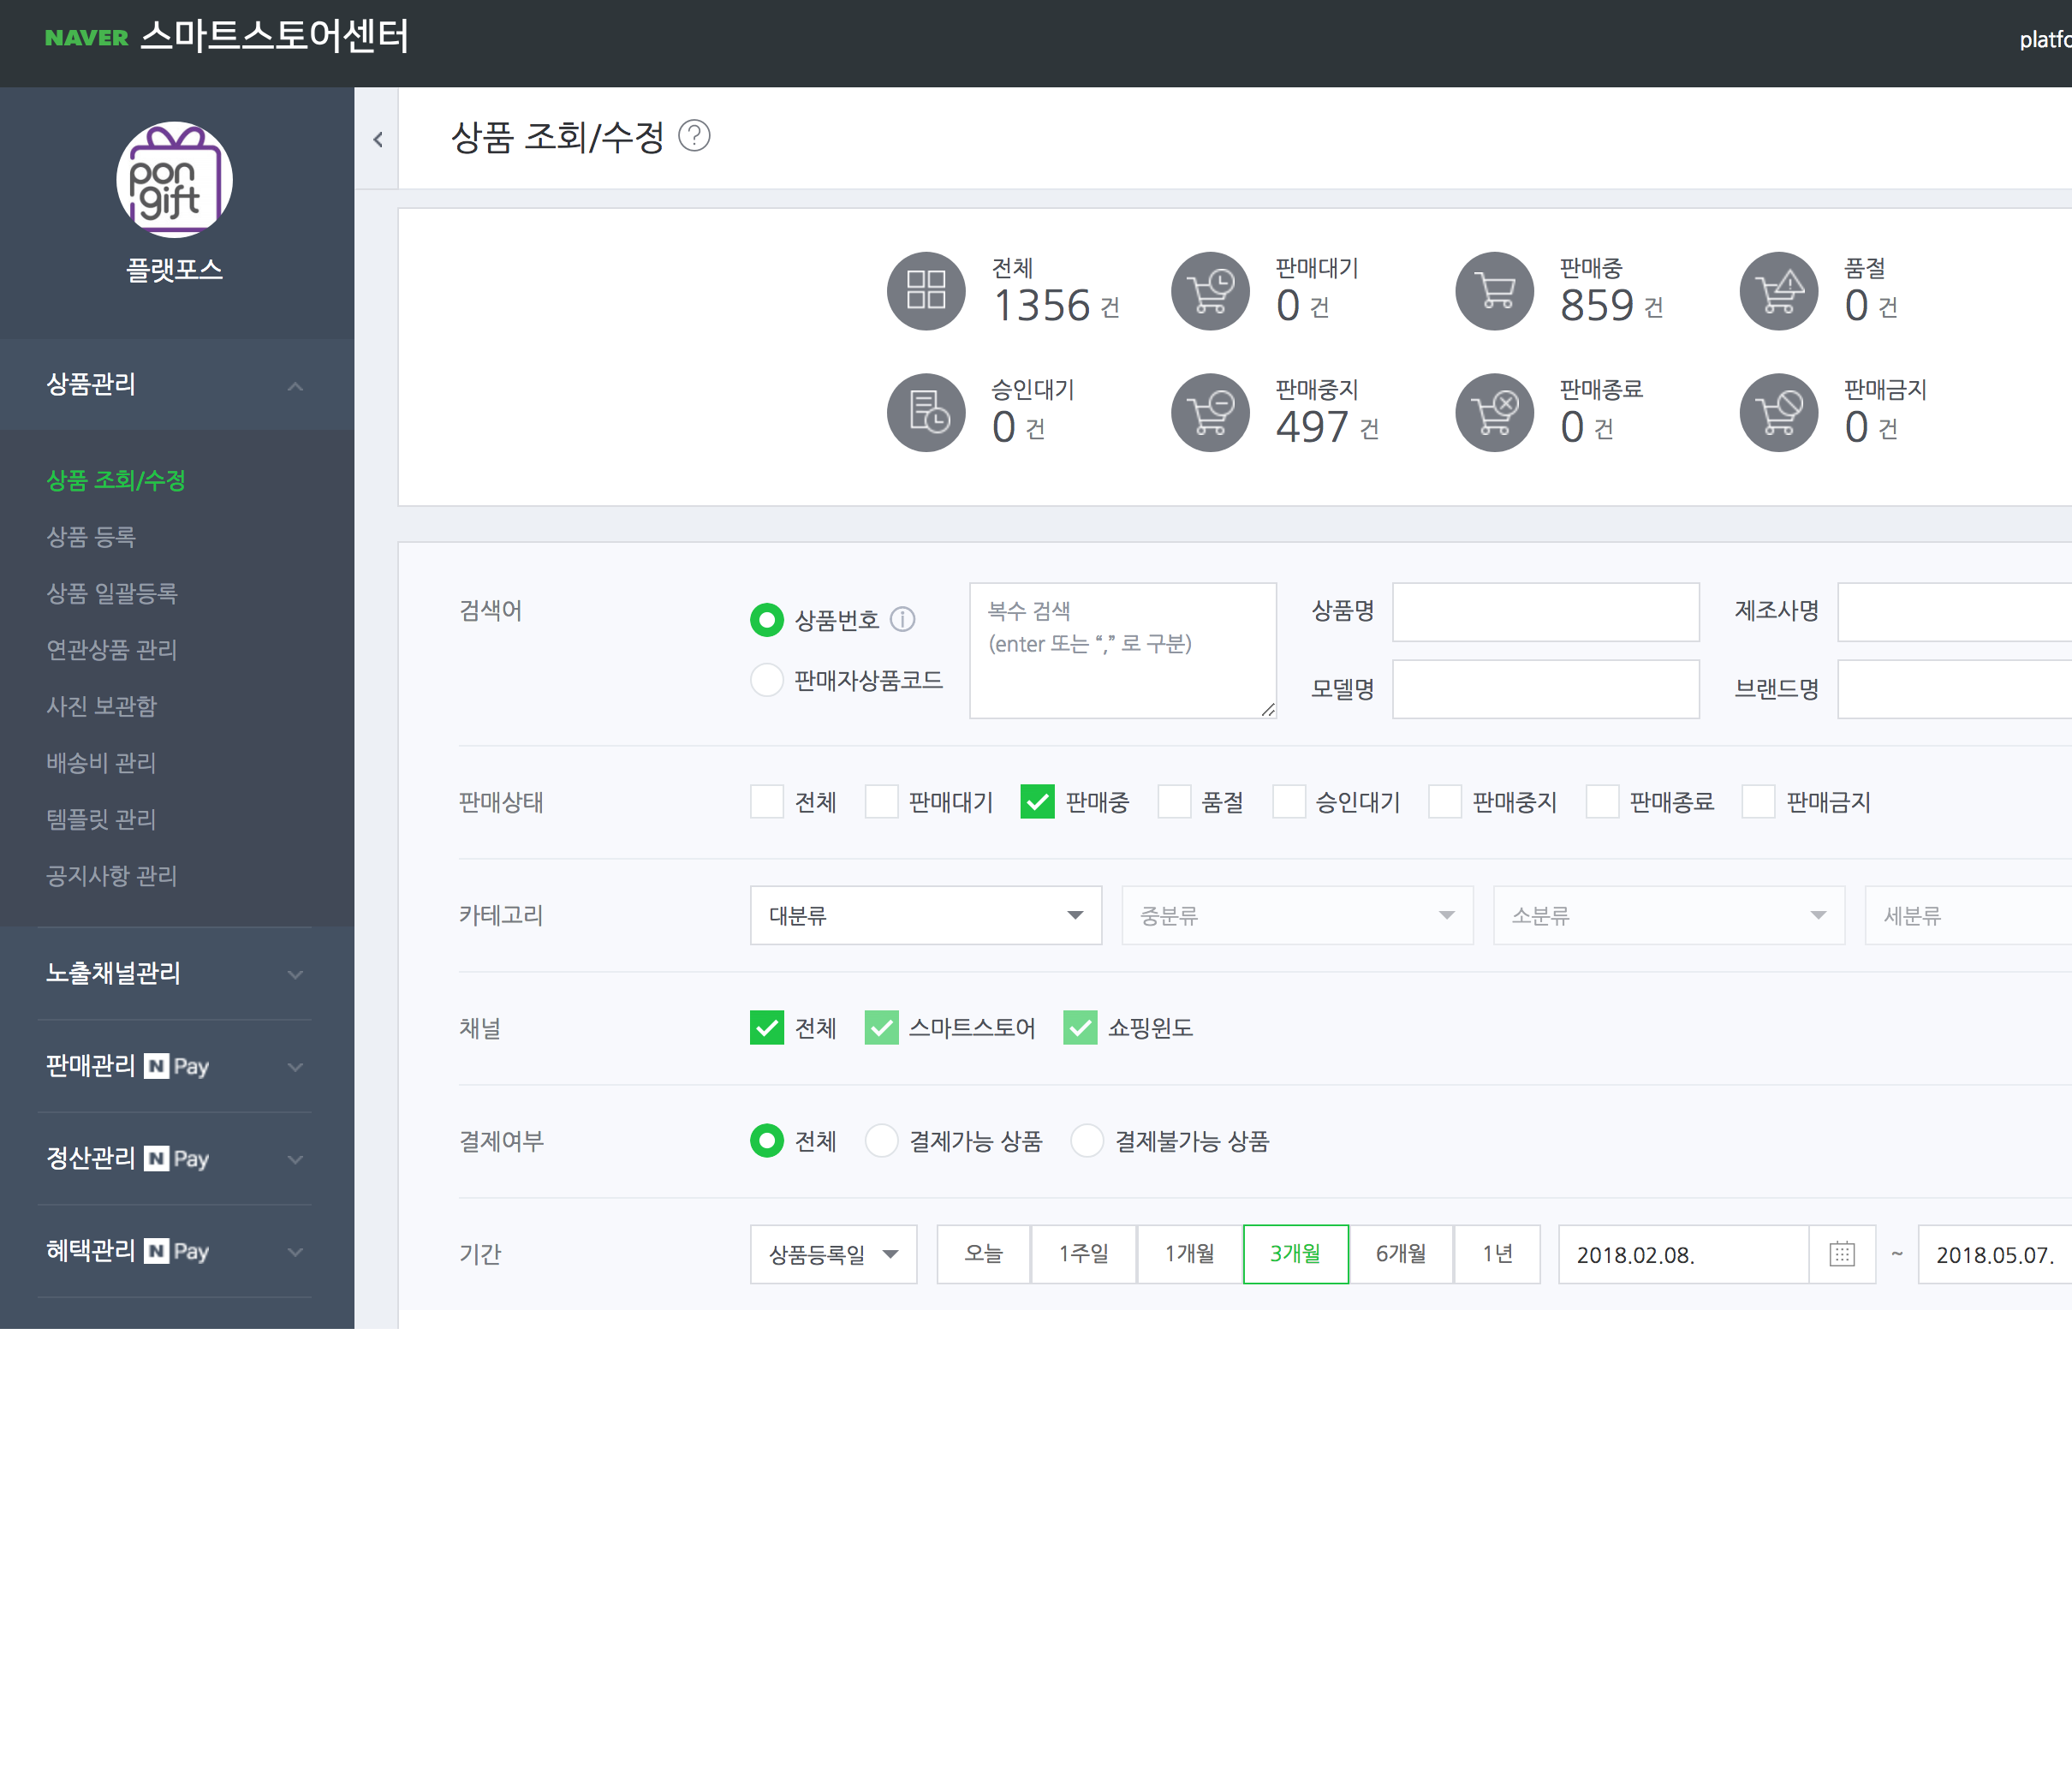 NAVER 스마트스토어센터
platfo
pon
gift
플랫포스
상품관리
상품 조회/수정
상품 등록
상품 일괄등록
연관상품 관리
사진 보관함
배송비 관리
템플릿 관리
공지사항 관리
노출채널관리
판매관리 N Pay
정산관리 N Pay
혜택관리 N Pay
상품 조회/수정 ?
전체 판매대기 판매중 품절
1356 건 0 건 859 건 0 건
승인대기 판매중지 판매종료 판매금지
0 건 497 건 0 건 0 건
검색어 상품번호 복수 검색 상품명 제조사명
(enter 또는 “,” 로 구분)
판매자상품코드 모델명 브랜드명
판매상태 전체 판매대기 판매중 품절 승인대기 판매중지 판매종료 판매금지
카테고리 대분류 중분류 소분류 세분류
채널 전체 스마트스토어 쇼핑윈도
결제여부 전체 결제가능 상품 결제불가능 상품
기간 상품등록일 오늘 1주일 1개월 3개월 6개월 1년 2018.02.08. ~ 2018.05.07.